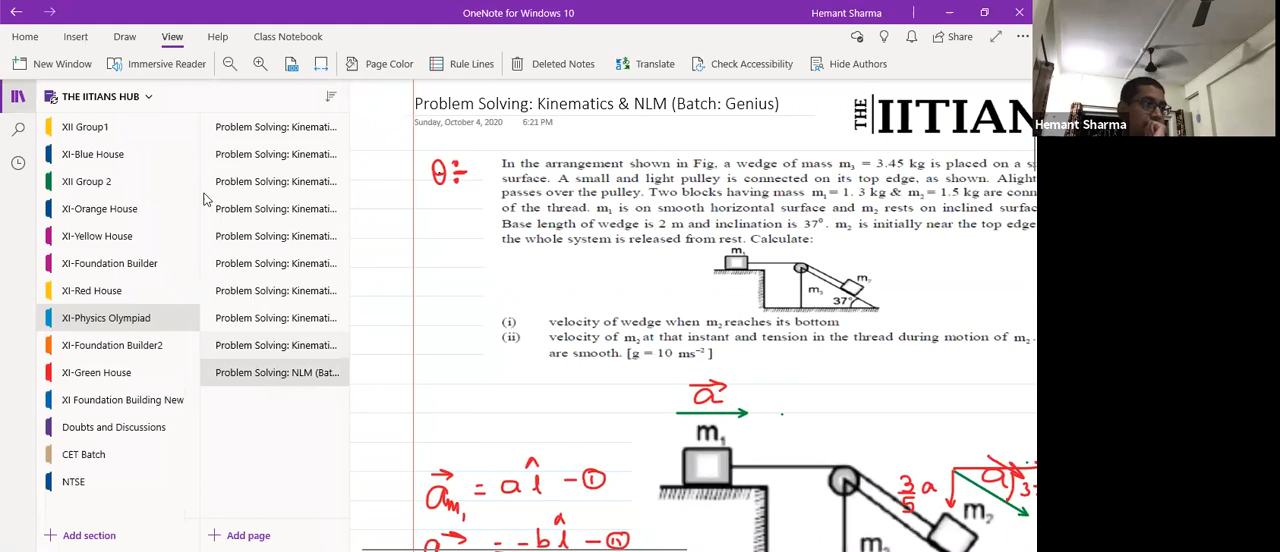 OneNote for Windows 10
Hemant Sharma
Home Insert Draw View Help Class Notebook
Share
New Window Immersive Reader Page Color Rule Lines Deleted Notes Translate Check Accessibility Hide Authors
THE IITIANS HUB
XII Group1
XI-Blue House
XII Group 2
XI-Orange House
XI-Yellow House
XI-Foundation Builder
XI-Red House
XI-Physics Olympiad
XI-Foundation Builder2
XI-Green House
XI Foundation Building New
Doubts and Discussions
CET Batch
NTSE
Add section
Problem Solving: Kinemati...
Problem Solving: Kinemati...
Problem Solving: Kinemati...
Problem Solving: Kinemati...
Problem Solving: Kinemati...
Problem Solving: Kinemati...
Problem Solving: Kinemati...
Problem Solving: Kinemati...
Problem Solving: Kinemati...
Problem Solving: NLM (Bat...
Add page
Problem Solving: Kinematics & NLM (Batch: Genius)
Sunday, October 4, 2020 6:21 PM
THE IITIAN
In the arrangement shown in Fig, a wedge of mass m₃ = 3.45 kg is placed on a
surface. A small and light pulley is connected on its top edge, as shown. Alight
passes over the pulley. Two blocks having mass m₁ = 1. 3 kg & m₂ = 1.5 kg are
of the thread. m₁ is on smooth horizontal surface and m₂ rests on inclined
Base length of wedge is 2 m and inclination is 37°. m₂ is initially near the top edge
the whole system is released from rest. Calculate:
m₁
m₂
m₃
37°
(i) velocity of wedge when m₂ reaches its bottom
(ii) velocity of m₂ at that instant and tension in the thread during motion of m₂.
are smooth. [g = 10 ms⁻²]
a⃗
m₁
a⃗m₁ = a î - ①
3/5 a
a
m₂
= -b î - ⑪
Hemant Sharma